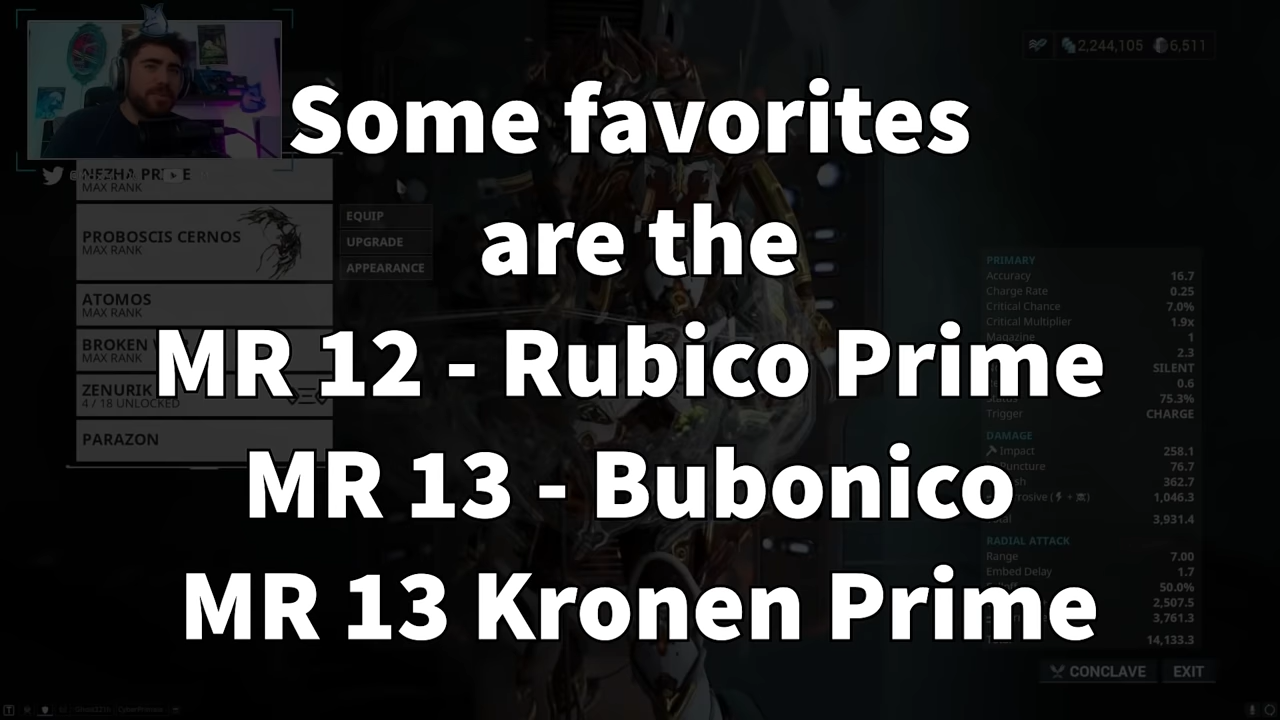 2,244,105 6,511
Some favorites
are the
MR 12 - Rubico Prime
MR 13 - Bubonico
MR 13 Kronen Prime
MAX RANK
PROBOSCIS CERNOS
MAX RANK
ATOMOS
MAX RANK
BROKEN
MAX RANK
ZENURIK
4 / 18 UNLOCKED
PARAZON
EQUIP
UPGRADE
APPEARANCE
PRIMARY
Accuracy 16.7
Charge Rate 0.25
Critical Chance 7.0%
Critical Multiplier 1.9x
Magazine 1
2.3
SILENT
0.6
Status 75.3%
Trigger CHARGE
DAMAGE
Impact 258.1
Puncture 76.7
362.7
1,046.3
3,931.4
RADIAL ATTACK
Range 7.00
Embed Delay 1.7
50.0%
2,507.5
3,761.3
14,133.3
CONCLAVE EXIT